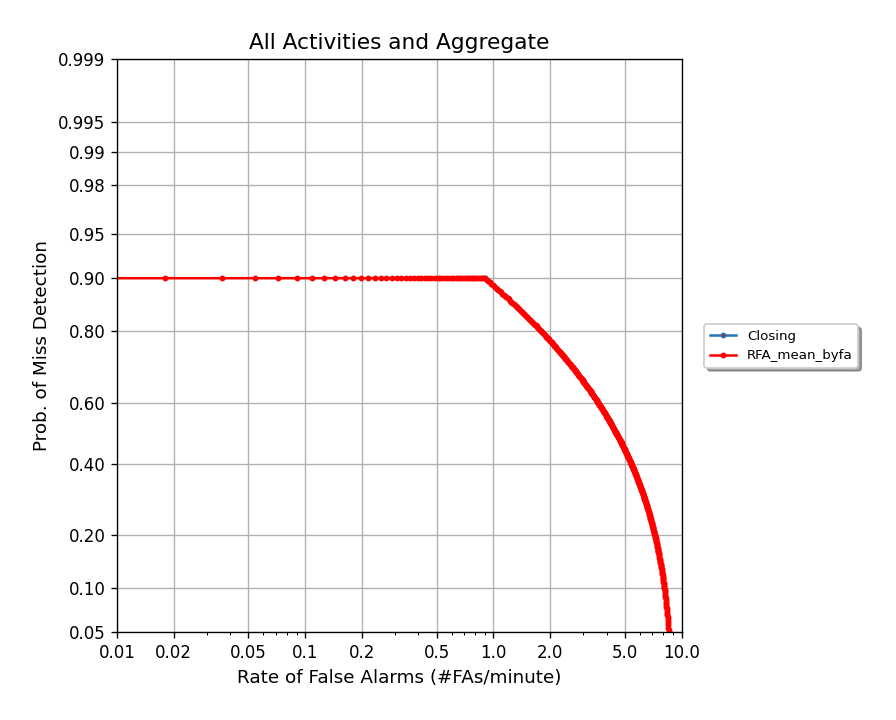 All Activities and Aggregate
0.999
0.995
0.99
0.98
0.95
0.90
0.80
0.60
0.40
0.20
0.10
0.05
Prob. of Miss Detection
0.01 0.02 0.05 0.1 0.2 0.5 1.0 2.0 5.0 10.0
Rate of False Alarms (#FAs/minute)
Closing
RFA_mean_byfa